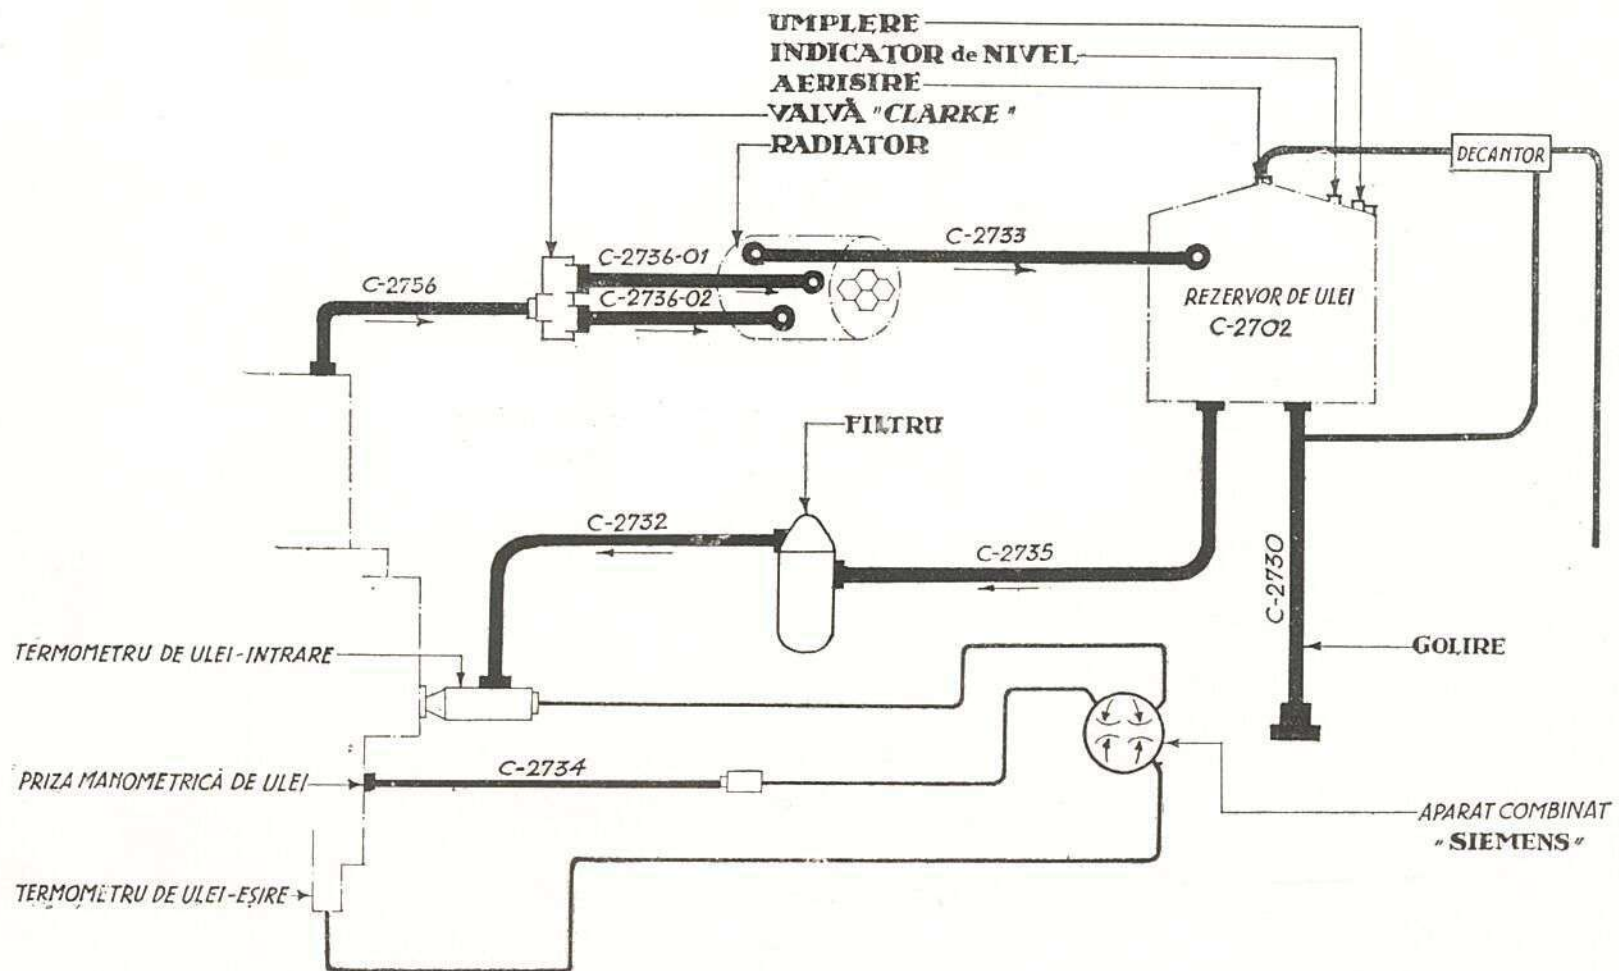 UMPLERE
INDICATOR de NIVEL
AERISIRE
VALVĂ "CLARKE"
RADIATOR
DECANTOR
C-2733
C-2736-01
C-2756
C-2736-02
REZERVOR DE ULEI
C-2702
FILTRU
C-2732
C-2735
C-2730
GOLIRE
TERMOMETRU DE ULEI-INTRARE
C-2734
PRIZA MANOMETRICĂ DE ULEI
APARAT COMBINAT
"SIEMENS"
TERMOMETRU DE ULEI-EȘIRE